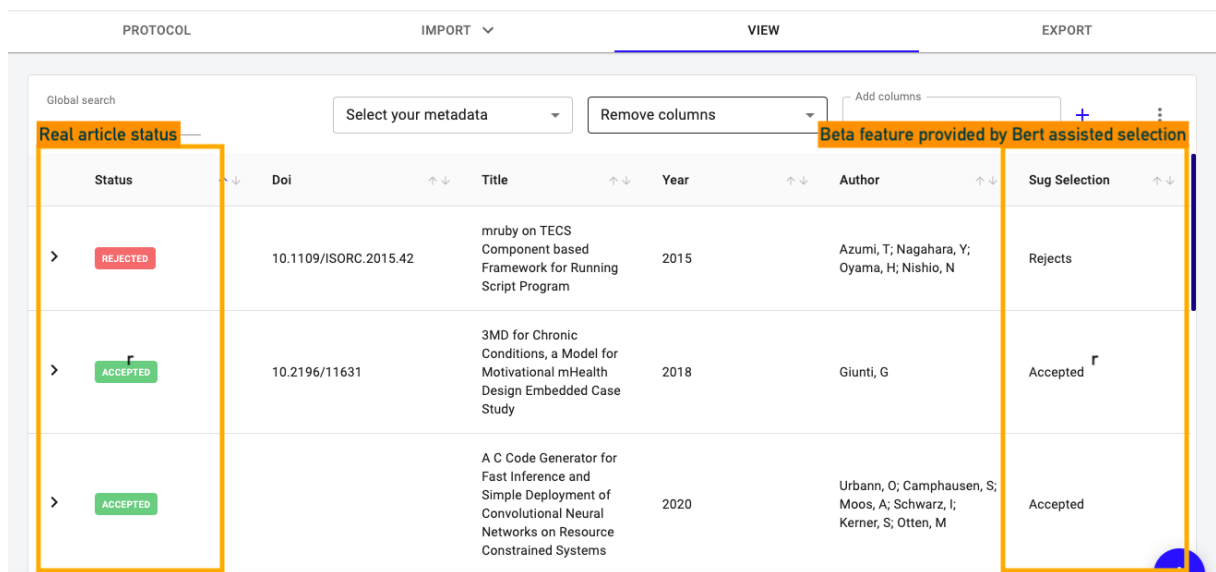 PROTOCOL IMPORT VIEW EXPORT
Global search
Add columns
Select your metadata
Remove columns
+
Real article status
Beta feature provided by Bert assisted selection
Status Doi Title Year Author Sug Selection
REJECTED
10.1109/ISORC.2015.42
mruby on TECS
Component based
Framework for Running
Script Program
2015
Azumi, T; Nagahara, Y;
Oyama, H; Nishio, N
Rejects
r
ACCEPTED
10.2196/11631
3MD for Chronic
Conditions, a Model for
Motivational mHealth
Design Embedded Case
Study
2018
Giunti, G
Accepted
r
ACCEPTED
A C Code Generator for
Fast Inference and
Simple Deployment of
Convolutional Neural
Networks on Resource
Constrained Systems
2020
Urbann, O; Camphausen, S;
Moos, A; Schwarz, I;
Kerner, S; Otten, M
Accepted